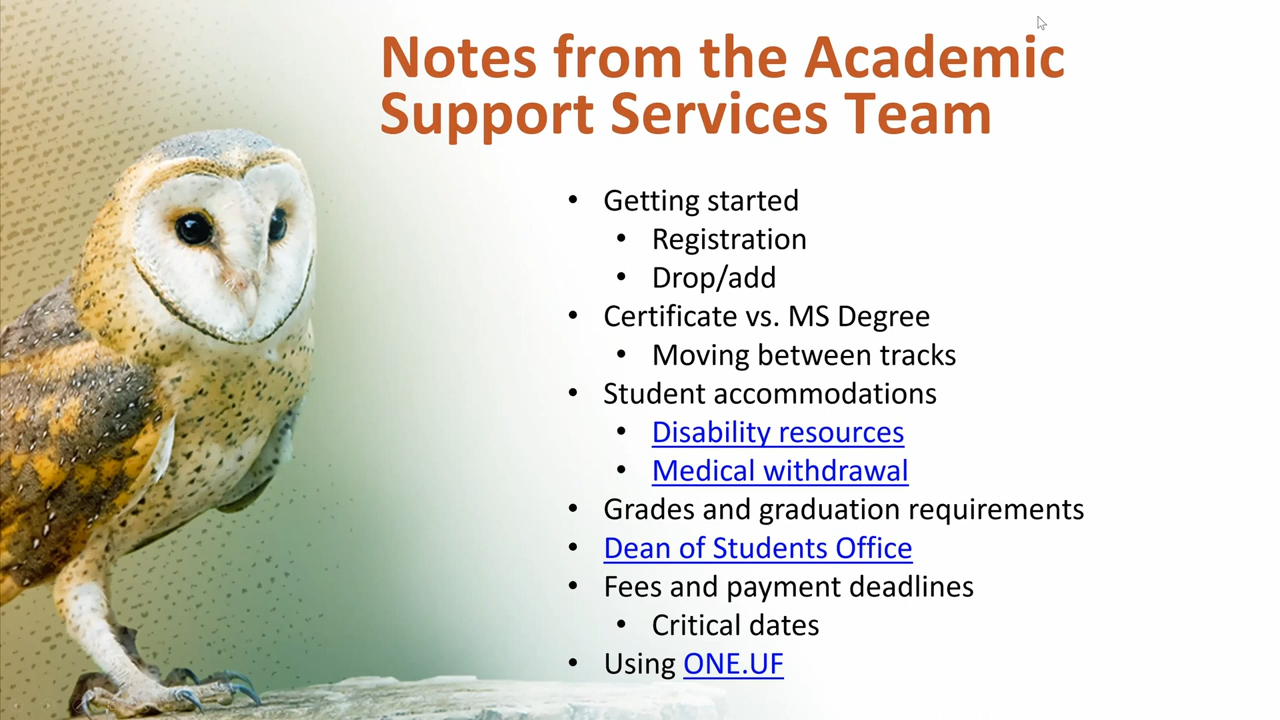 Notes from the Academic
Support Services Team
• Getting started
• Registration
• Drop/add
• Certificate vs. MS Degree
• Moving between tracks
• Student accommodations
• Disability resources
• Medical withdrawal
• Grades and graduation requirements
• Dean of Students Office
• Fees and payment deadlines
• Critical dates
• Using ONE.UF